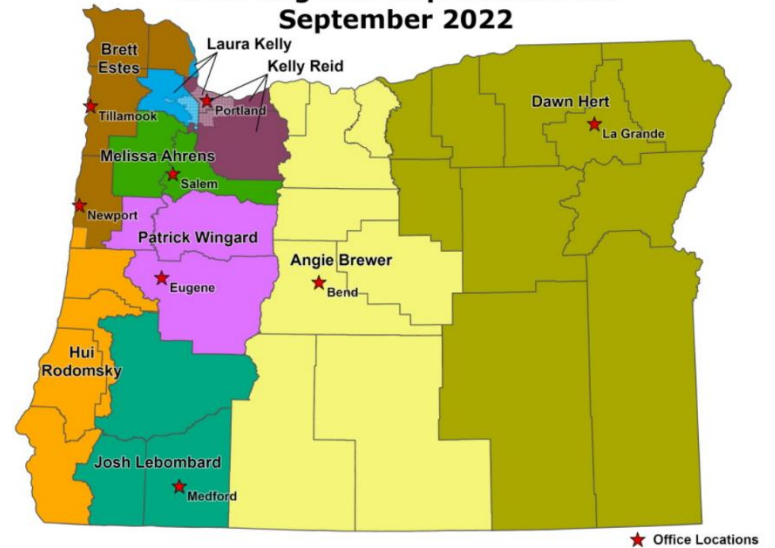 September 2022
Laura Kelly
Brett
Estes
Kelly Reid
Portland
Dawn Hert
Tillamook
La Grande
Melissa Ahrens
Salem
Newport
Patrick Wingard
Angie Brewer
Eugene
Bend
Hui
Rodomsky
Josh Lebombard
Medford
Office Locations